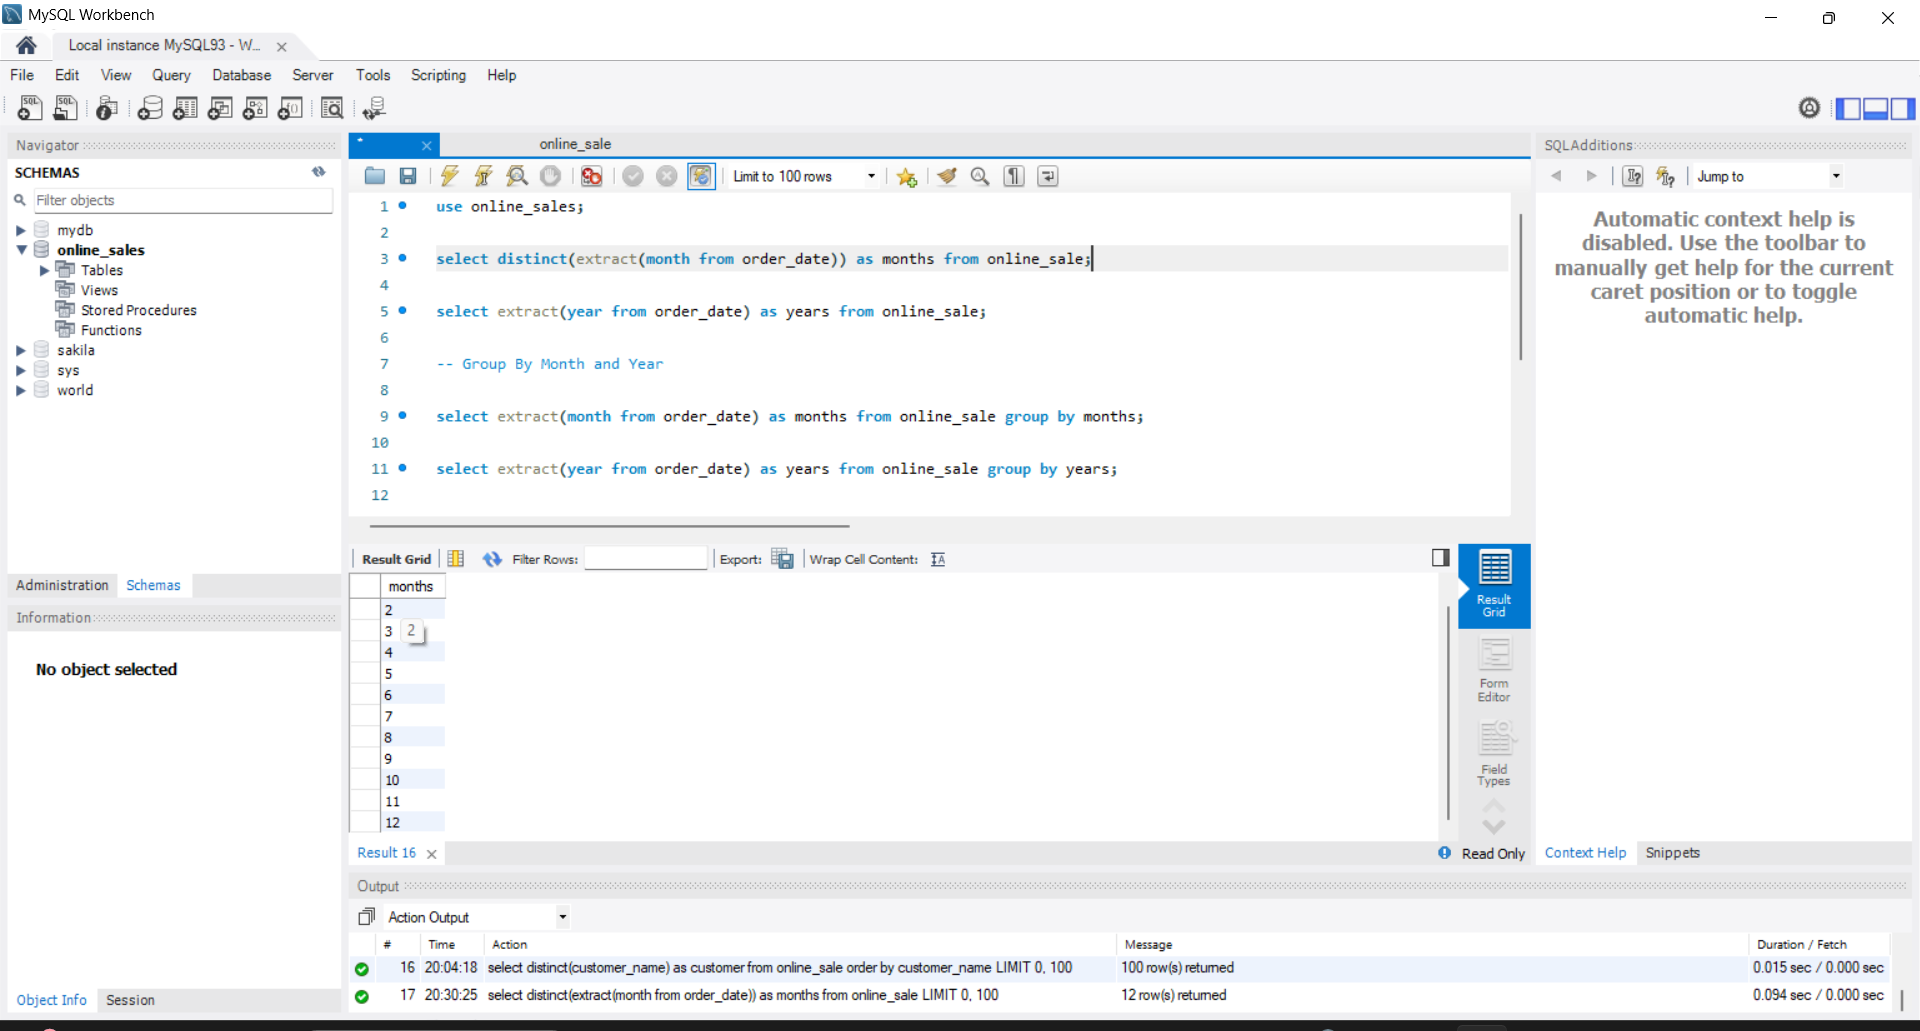 MySQL Workbench
Local instance MySQL93 - W...
File Edit View Query Database Server Tools Scripting Help
Navigator
SCHEMAS
Filter objects
mydb
online_sales
Tables
Views
Stored Procedures
Functions
sakila
sys
world
Administration Schemas
Information
No object selected
Object Info Session
* online_sale
Limit to 100 rows
1 use online_sales;
2
3 select distinct(extract(month from order_date)) as months from online_sale;
4
5 select extract(year from order_date) as years from online_sale;
6
7 -- Group By Month and Year
8
9 select extract(month from order_date) as months from online_sale group by months;
10
11 select extract(year from order_date) as years from online_sale group by years;
12
Result Grid Filter Rows: Export: Wrap Cell Content:
months
2
3 2
4
5
6
7
8
9
10
11
12
Result Grid
Form Editor
Field Types
Result 16 Read Only
SQLAdditions
Jump to
Automatic context help is
disabled. Use the toolbar to
manually get help for the current
caret position or to toggle
automatic help.
Context Help Snippets
Output
Action Output
# Time Action Message Duration / Fetch
16 20:04:18 select distinct(customer_name) as customer from online_sale order by customer_name LIMIT 0, 100 100 row(s) returned 0.015 sec / 0.000 sec
17 20:30:25 select distinct(extract(month from order_date)) as months from online_sale LIMIT 0, 100 12 row(s) returned 0.094 sec / 0.000 sec